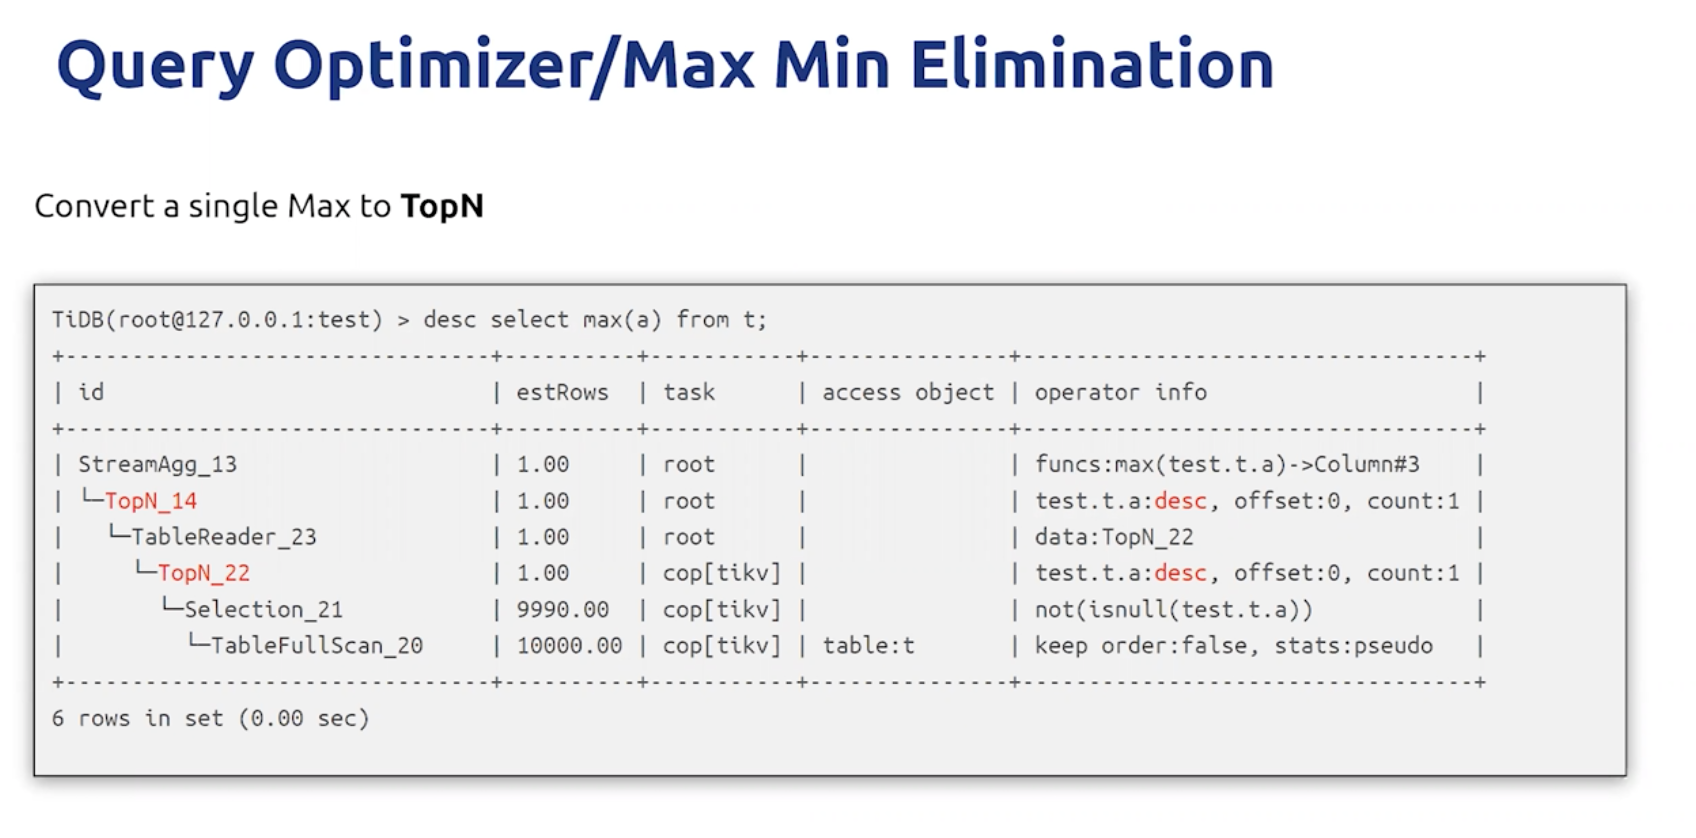 Query Optimizer/Max Min Elimination
Convert a single Max to TopN
TiDB(root@127.0.0.1:test) > desc select max(a) from t;
+---------------------------------+----------+-----------+---------------+----------------------------------+
| id                              | estRows  | task      | access object | operator info                    |
+---------------------------------+----------+-----------+---------------+----------------------------------+
| StreamAgg_13                    | 1.00     | root      |               | funcs:max(test.t.a)->Column#3    |
| └─TopN_14                       | 1.00     | root      |               | test.t.a:desc, offset:0, count:1 |
|   └─TableReader_23              | 1.00     | root      |               | data:TopN_22                     |
|     └─TopN_22                   | 1.00     | cop[tikv] |               | test.t.a:desc, offset:0, count:1 |
|       └─Selection_21            | 9990.00  | cop[tikv] |               | not(isnull(test.t.a))            |
|         └─TableFullScan_20      | 10000.00 | cop[tikv] | table:t       | keep order:false, stats:pseudo   |
+---------------------------------+----------+-----------+---------------+----------------------------------+
6 rows in set (0.00 sec)